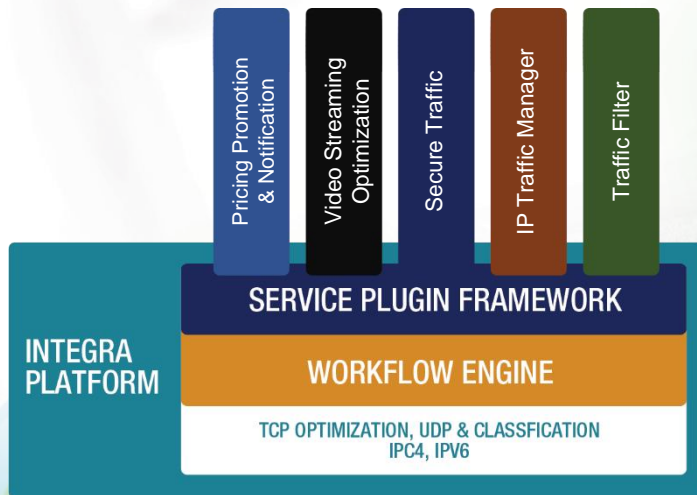 Pricing Promotion
& Notification
Video Streaming
Optimization
Secure Traffic
IP Traffic Manager
Traffic Filter
SERVICE PLUGIN FRAMEWORK
INTEGRA
PLATFORM
WORKFLOW ENGINE
TCP OPTIMIZATION, UDP & CLASSFICATION
IPC4, IPV6